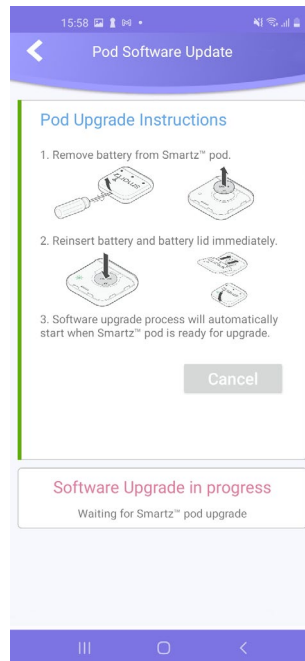 15:58
Pod Software Update
Pod Upgrade Instructions
1. Remove battery from Smartz™ pod.
2. Reinsert battery and battery lid immediately.
3. Software upgrade process will automatically
start when Smartz™ pod is ready for upgrade.
Cancel
Software Upgrade in progress
Waiting for Smartz™ pod upgrade